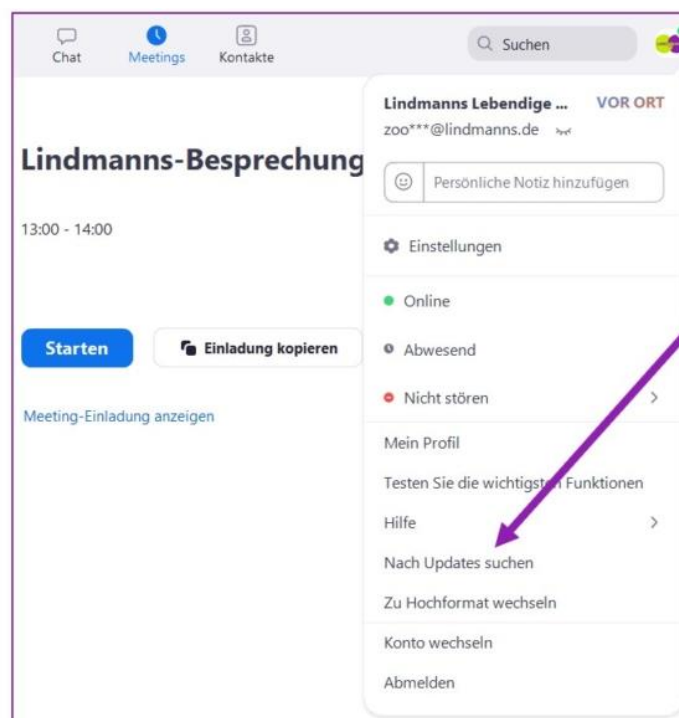 Chat
Meetings
Kontakte
Suchen
Lindmanns Lebendige ...
VOR ORT
zoo***@lindmanns.de
Persönliche Notiz hinzufügen
Lindmanns-Besprechung
13:00 - 14:00
Starten
Einladung kopieren
Meeting-Einladung anzeigen
Einstellungen
Online
Abwesend
Nicht stören
Mein Profil
Testen Sie die wichtigsten Funktionen
Hilfe
Nach Updates suchen
Zu Hochformat wechseln
Konto wechseln
Abmelden